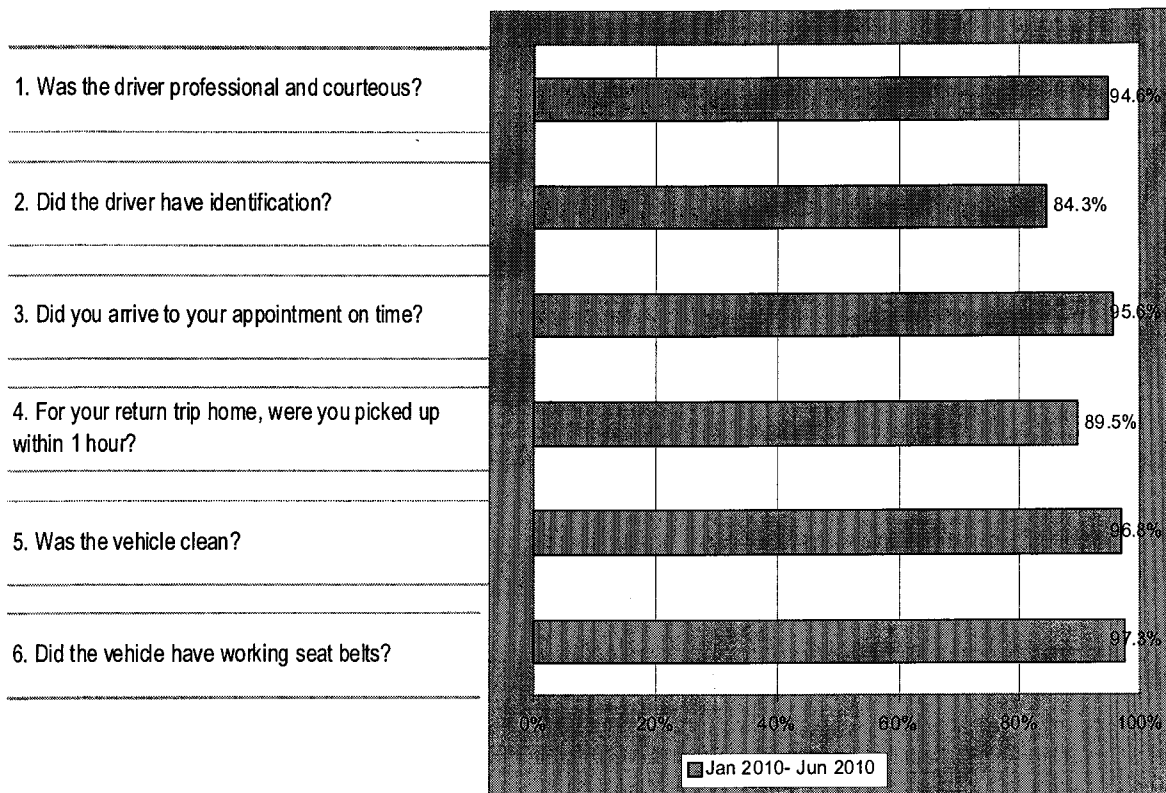 1. Was the driver professional and courteous?
94.6%
2. Did the driver have identification?
84.3%
3. Did you arrive to your appointment on time?
95.6%
4. For your return trip home, were you picked up
within 1 hour?
89.5%
5. Was the vehicle clean?
96.8%
6. Did the vehicle have working seat belts?
97.3%
0% 20% 40% 60% 80% 100%
Jan 2010- Jun 2010